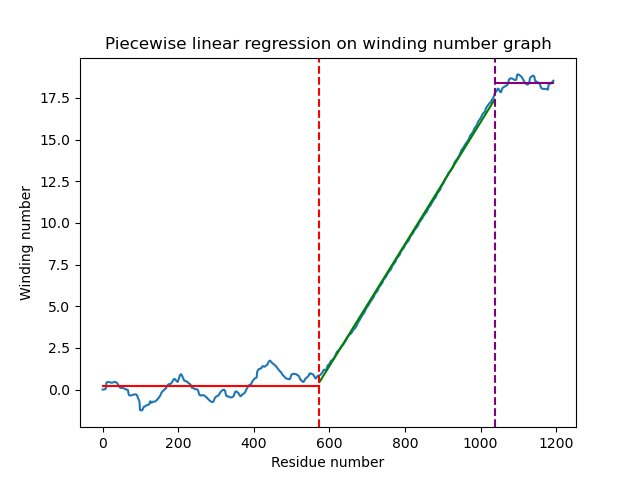 Piecewise linear regression on winding number graph
17.5
15.0
12.5
10.0
7.5
5.0
2.5
0.0
Winding number
0 200 400 600 800 1000 1200
Residue number